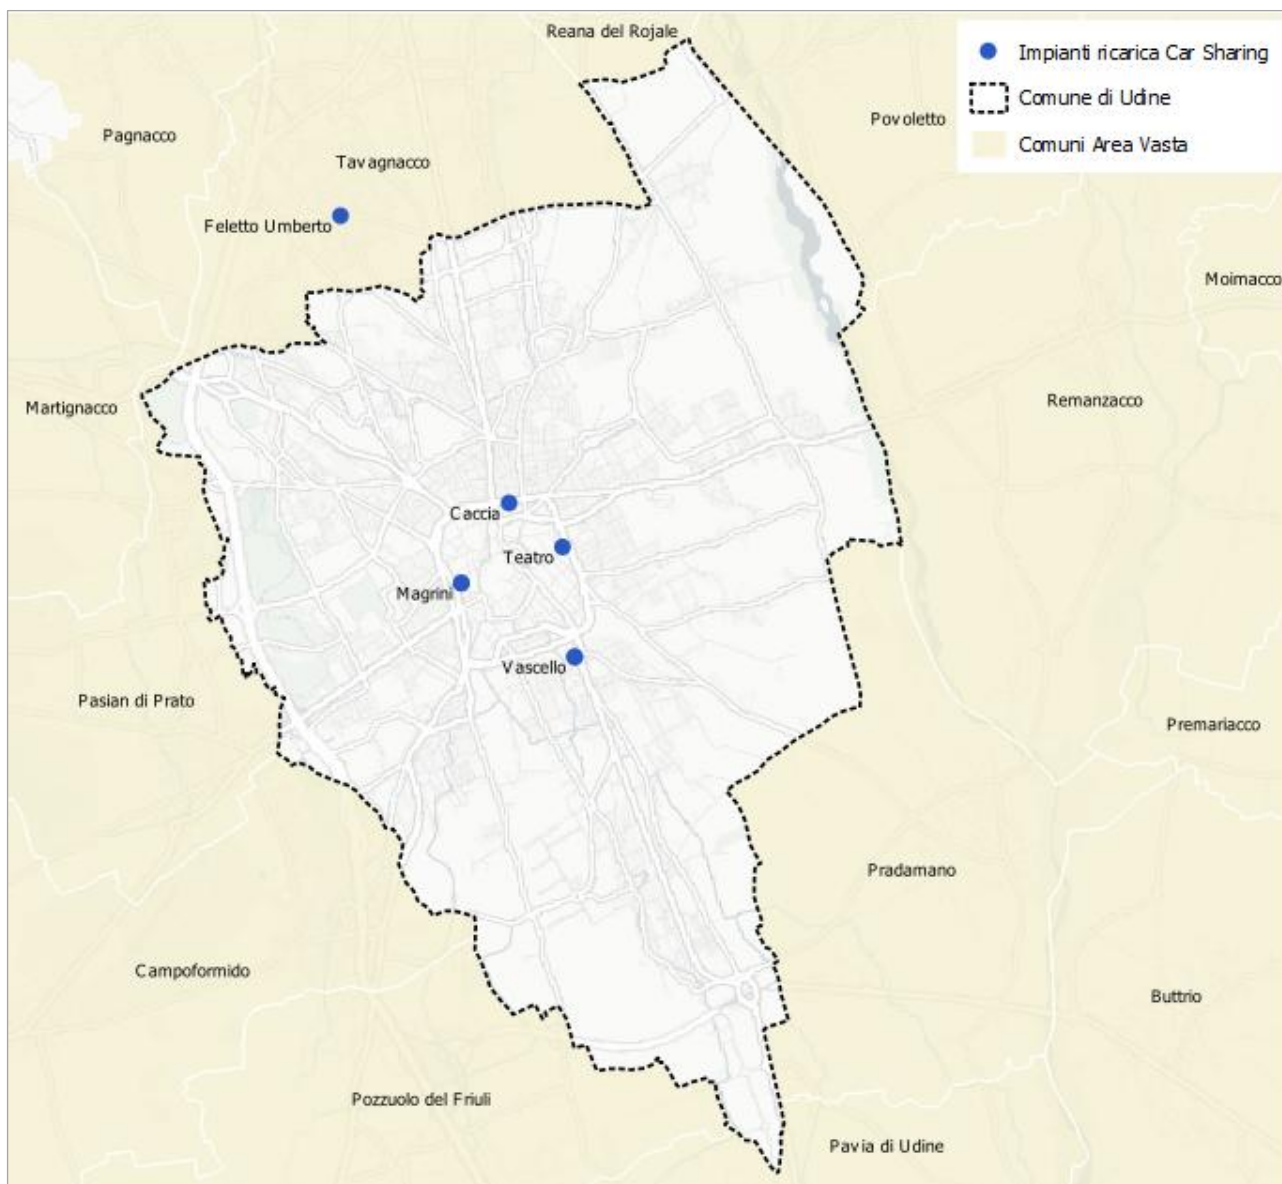 Reana del Rojale
Impianti ricarica Car Sharing
Comune di Udine
Comuni Area Vasta
Povoletto
Pagnacco
Tavagnacco
Feletto Umberto
Moimacco
Martignacco
Remanzacco
Caccia
Teatro
Magrini
Vascello
Pasian di Prato
Premariacco
Pradamano
Campoformido
Buttrio
Pozzuolo del Friuli
Pavia di Udine